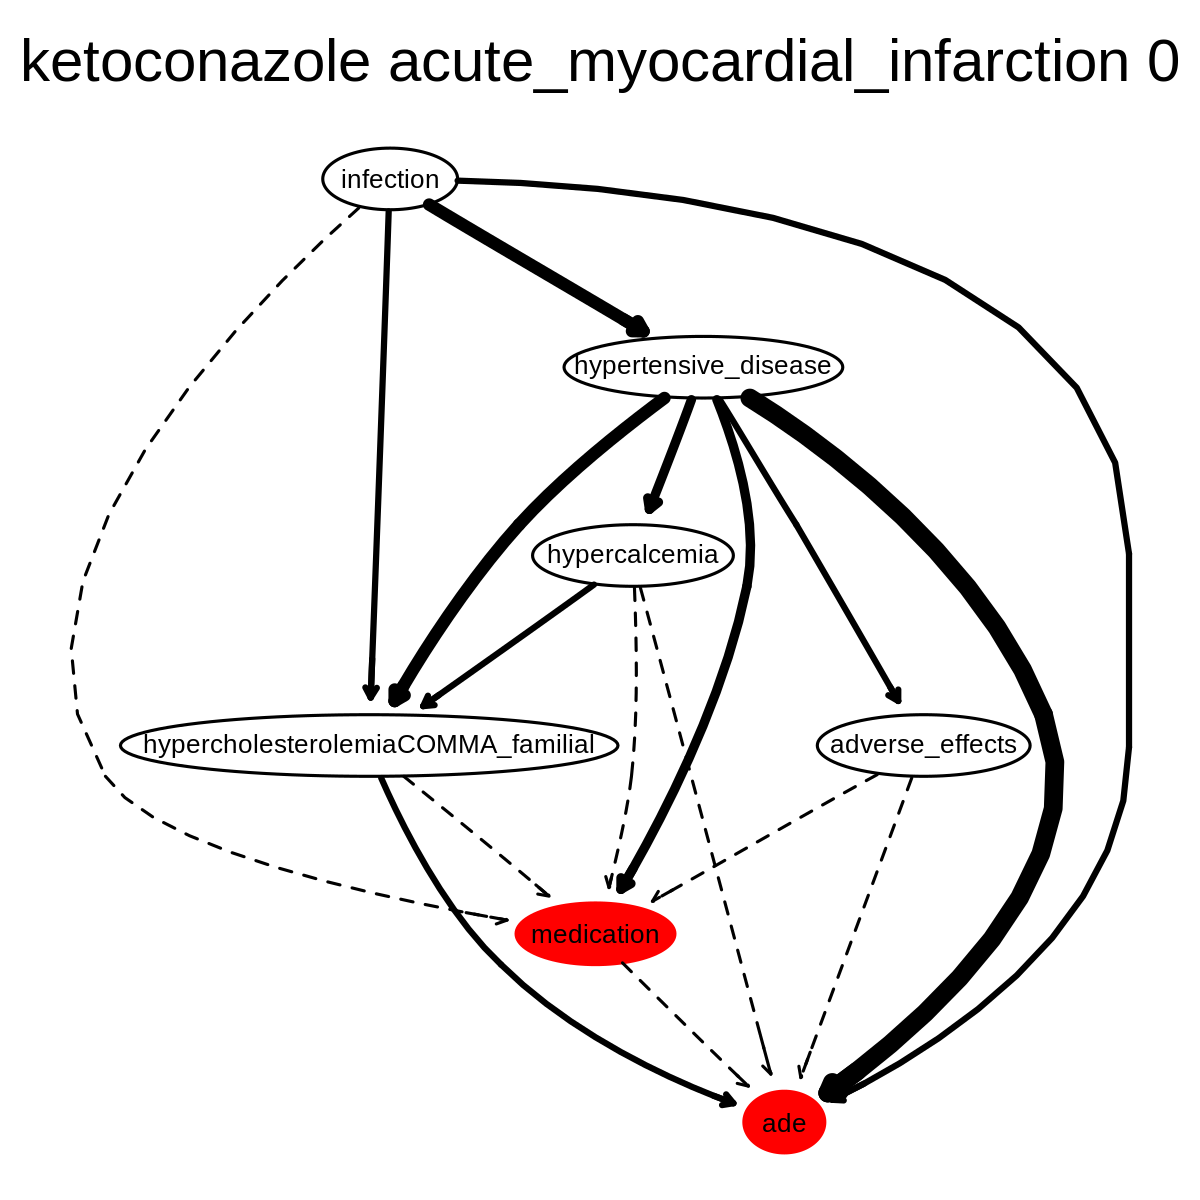 ketoconazole acute_myocardial_infarction 0
infection
hypertensive_disease
hypercalcemia
hypercholesterolemiaCOMMA_familial
adverse_effects
medication
ade